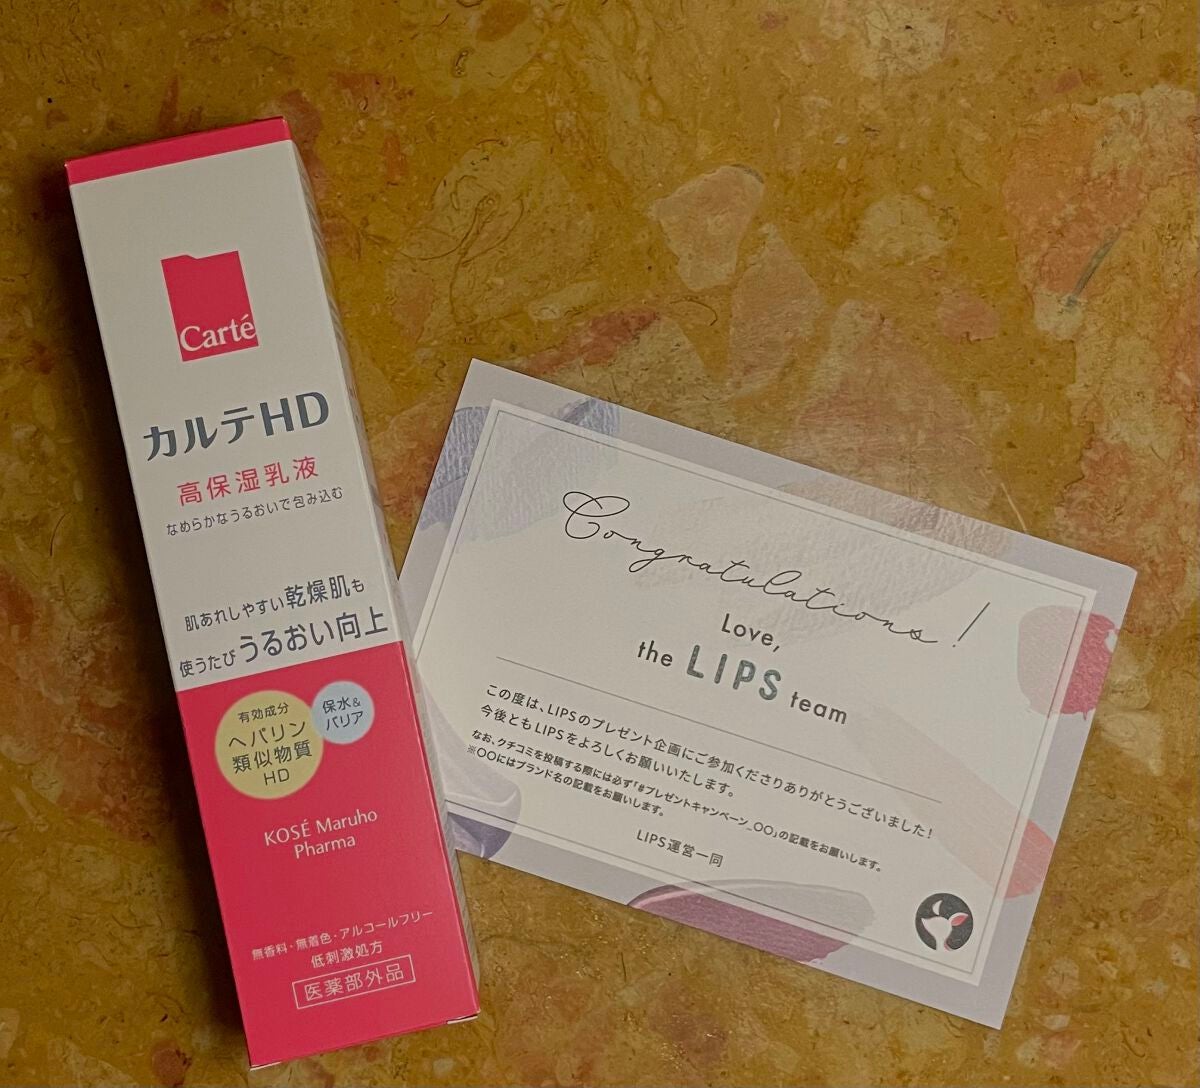 Carté
カルテHD
高保湿乳液
なめらかなうるおいで包み込む
肌あれしやすい乾燥肌も
使うたびうるおい向上
有効成分
ヘパリン
類似物質
HD
保水&
バリア
KOSÉ Maruho
Pharma
無香料・無着色・アルコールフリー
低刺激処方
医薬部外品
Congratulations!
Love,
the LIPS team
この度は、LIPSのプレゼント企画にご参加くださりありがとうございました!
今後ともLIPSをよろしくお願いいたします。
なお、クチコミを投稿する際には必ず「#プレゼントキャンペーン_〇〇」の記載をお願いします。
※〇〇にはブランド名の記載をお願いします。
LIPS運営一同